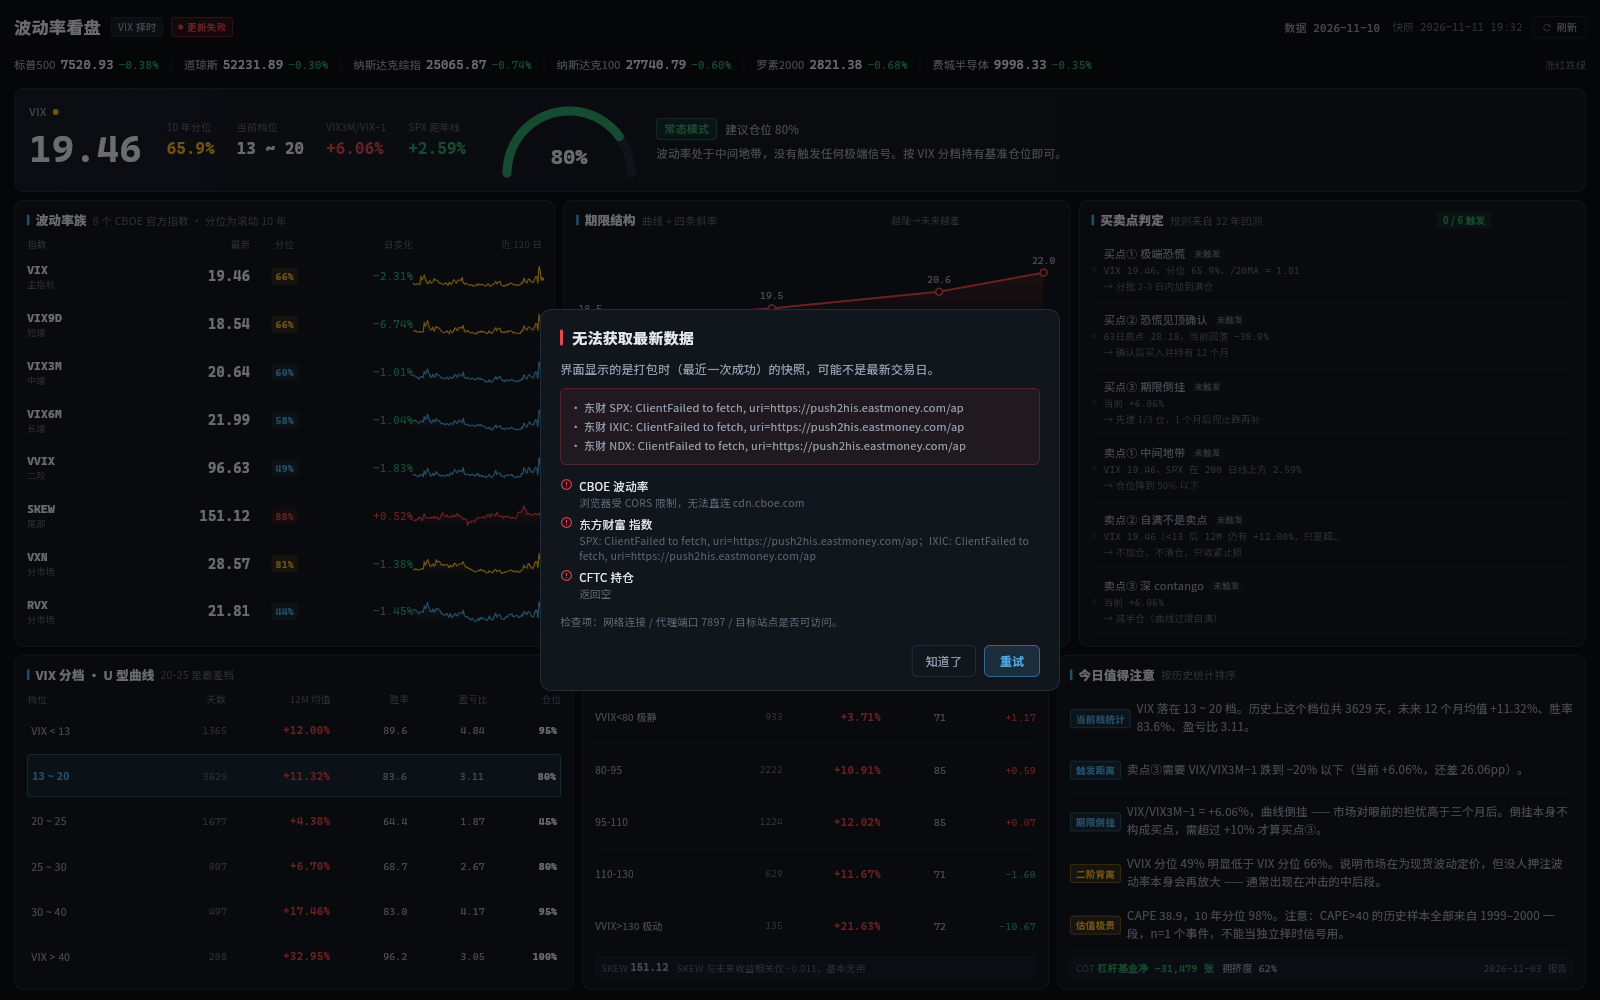 波动率看盘 VIX 择时 更新失败
数据 2026-11-10 快照 2026-11-11 19:32 刷新
标普500 7520.93 -0.38% 道琼斯 52231.89 -0.30% 纳斯达克综指 25065.87 -0.74% 纳斯达克100 27740.79 -0.60% 罗素2000 2821.38 -0.68% 费城半导体 9998.33 -0.35%
涨红跌绿
VIX
19.46
10 年分位
65.9%
当前档位
13 ~ 20
VIX3M/VIX-1
+6.06%
SPX 距年线
+2.59%
80%
常态模式 建议仓位 80%
波动率处于中间地带，没有触发任何极端信号。按 VIX 分档持有基准仓位即可。
波动率族 8 个 CBOE 官方指数 · 分位为滚动 10 年
指数 最新 分位 日变化 近 120 日
VIX 19.46 66% -2.31%
主指标
VIX9D 18.54 66% -6.74%
短端
VIX3M 20.64 60% -1.01%
中端
VIX6M 21.99 58% -1.04%
长端
VVIX 96.63 49% -1.83%
二阶
SKEW 151.12 88% +0.52%
尾部
VXN 28.57 81% -1.38%
分市场
RVX 21.81 44% -1.45%
分市场
期限结构 曲线 + 四条斜率 越陡→未来越差
18.5
19.5
20.6
22.0
买卖点判定 规则来自 32 年回测 0 / 6 触发
买点① 极端恐慌 未触发
VIX 19.46，分位 65.9%，/20MA = 1.01
→ 分批 2-3 日内加到满仓
买点② 恐慌见顶确认 未触发
63日高点 28.18，当前回落 -30.9%
→ 确认后买入并持有 12 个月
买点③ 期限倒挂 未触发
当前 +6.06%
→ 先建 1/3 仓，1 个月后视止跌再补
卖点① 中间地带 未触发
VIX 19.46，SPX 在 200 日线上方 2.59%
→ 仓位降到 50% 以下
卖点② 自满不是卖点 未触发
VIX 19.46（<13 后 12M 仍有 +12.00%，只是超…
→ 不加仓、不清仓，只收紧止损
卖点③ 深 contango 未触发
当前 +6.06%
→ 减半仓（曲线过度自满）
无法获取最新数据
界面显示的是打包时（最近一次成功）的快照，可能不是最新交易日。
· 东财 SPX: ClientFailed to fetch, uri=https://push2his.eastmoney.com/ap
· 东财 IXIC: ClientFailed to fetch, uri=https://push2his.eastmoney.com/ap
· 东财 NDX: ClientFailed to fetch, uri=https://push2his.eastmoney.com/ap
CBOE 波动率
浏览器受 CORS 限制，无法直连 cdn.cboe.com
东方财富 指数
SPX: ClientFailed to fetch, uri=https://push2his.eastmoney.com/ap；IXIC: ClientFailed to
fetch, uri=https://push2his.eastmoney.com/ap
CFTC 持仓
返回空
检查项：网络连接 / 代理端口 7897 / 目标站点是否可访问。
知道了 重试
VIX 分档 · U 型曲线 20-25 是最差档
档位 天数 12M 均值 胜率 盈亏比 仓位
VIX < 13 1365 +12.00% 89.6 4.84 95%
13 ~ 20 3629 +11.32% 83.6 3.11 80%
20 ~ 25 1677 +4.38% 64.4 1.87 45%
25 ~ 30 807 +6.70% 68.7 2.67 80%
30 ~ 40 497 +17.46% 83.0 4.17 95%
VIX > 40 208 +32.95% 96.2 3.05 100%
VVIX<80 极静 933 +3.71% 71 +1.17
80-95 2222 +10.91% 85 +0.59
95-110 1224 +12.02% 85 +0.07
110-130 629 +11.67% 71 -1.60
VVIX>130 极动 135 +21.63% 72 -10.67
SKEW 151.12 SKEW 与未来收益相关仅 -0.011，基本无用
今日值得注意 按历史统计排序
当前档统计 VIX 落在 13 ~ 20 档。历史上这个档位共 3629 天，未来 12 个月均值 +11.32%、胜率
83.6%、盈亏比 3.11。
触发距离 卖点③需要 VIX/VIX3M-1 跌到 -20% 以下（当前 +6.06%，还差 26.06pp）。
期限倒挂 VIX/VIX3M-1 = +6.06%，曲线倒挂 —— 市场对眼前的担忧高于三个月后。倒挂本身不
构成买点，需超过 +10% 才算买点③。
二阶背离 VVIX 分位 49% 明显低于 VIX 分位 66%。说明市场在为现货波动定价，但没人押注波
动率本身会再放大 —— 通常出现在冲击的中后段。
估值极贵 CAPE 38.9，10 年分位 98%。注意：CAPE>40 的历史样本全部来自 1999-2000 一
段，n=1 个事件，不能当独立择时信号用。
COT 杠杆基金净 -31,479 张 拥挤度 62% 2026-11-03 报告